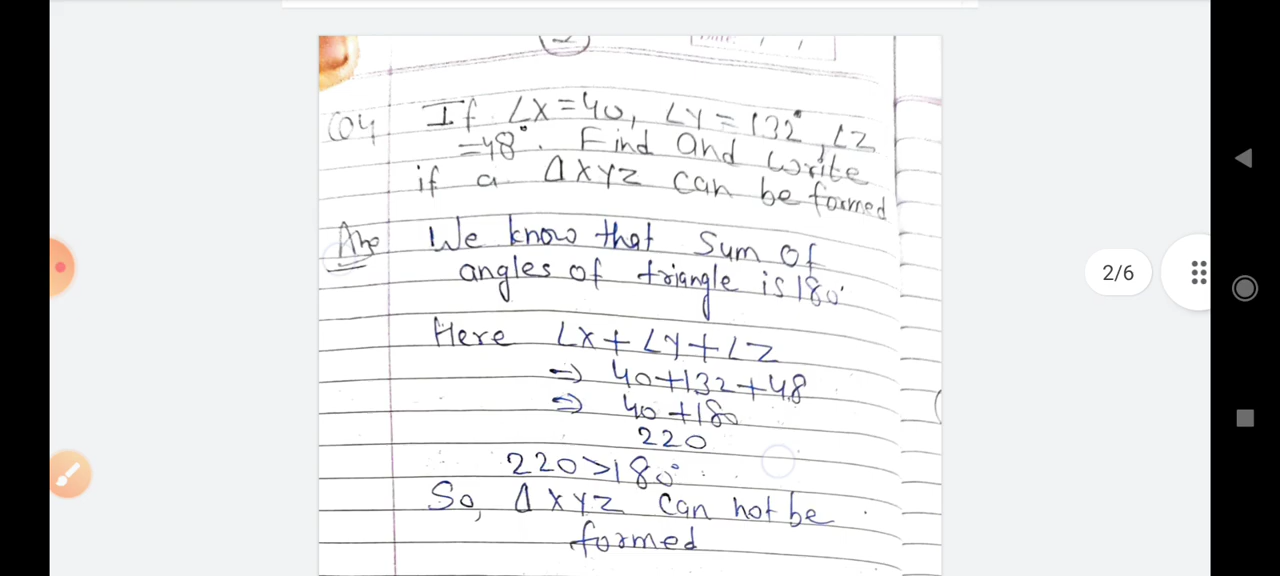 Q4 If ∠X=40, ∠Y=132°, ∠Z
=48°. Find and write
if a ΔXYZ can be formed
Ans We know that sum of
angles of triangle is 180°
Here ∠X+∠Y+∠Z
⇒ 40+132+48
⇒ 40+180
220
220>180°
So, ΔXYZ can not be
formed
2/6